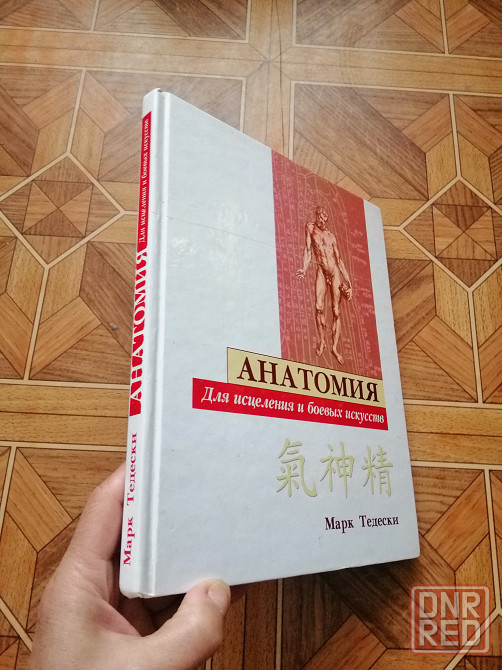 АНАТОМИЯ
Для исцеления и боевых искусств
氣神精
Марк Тедески
Марк Тедески
АНАТОМИЯ
Для исцеления и боевых искусств
DNR
RED